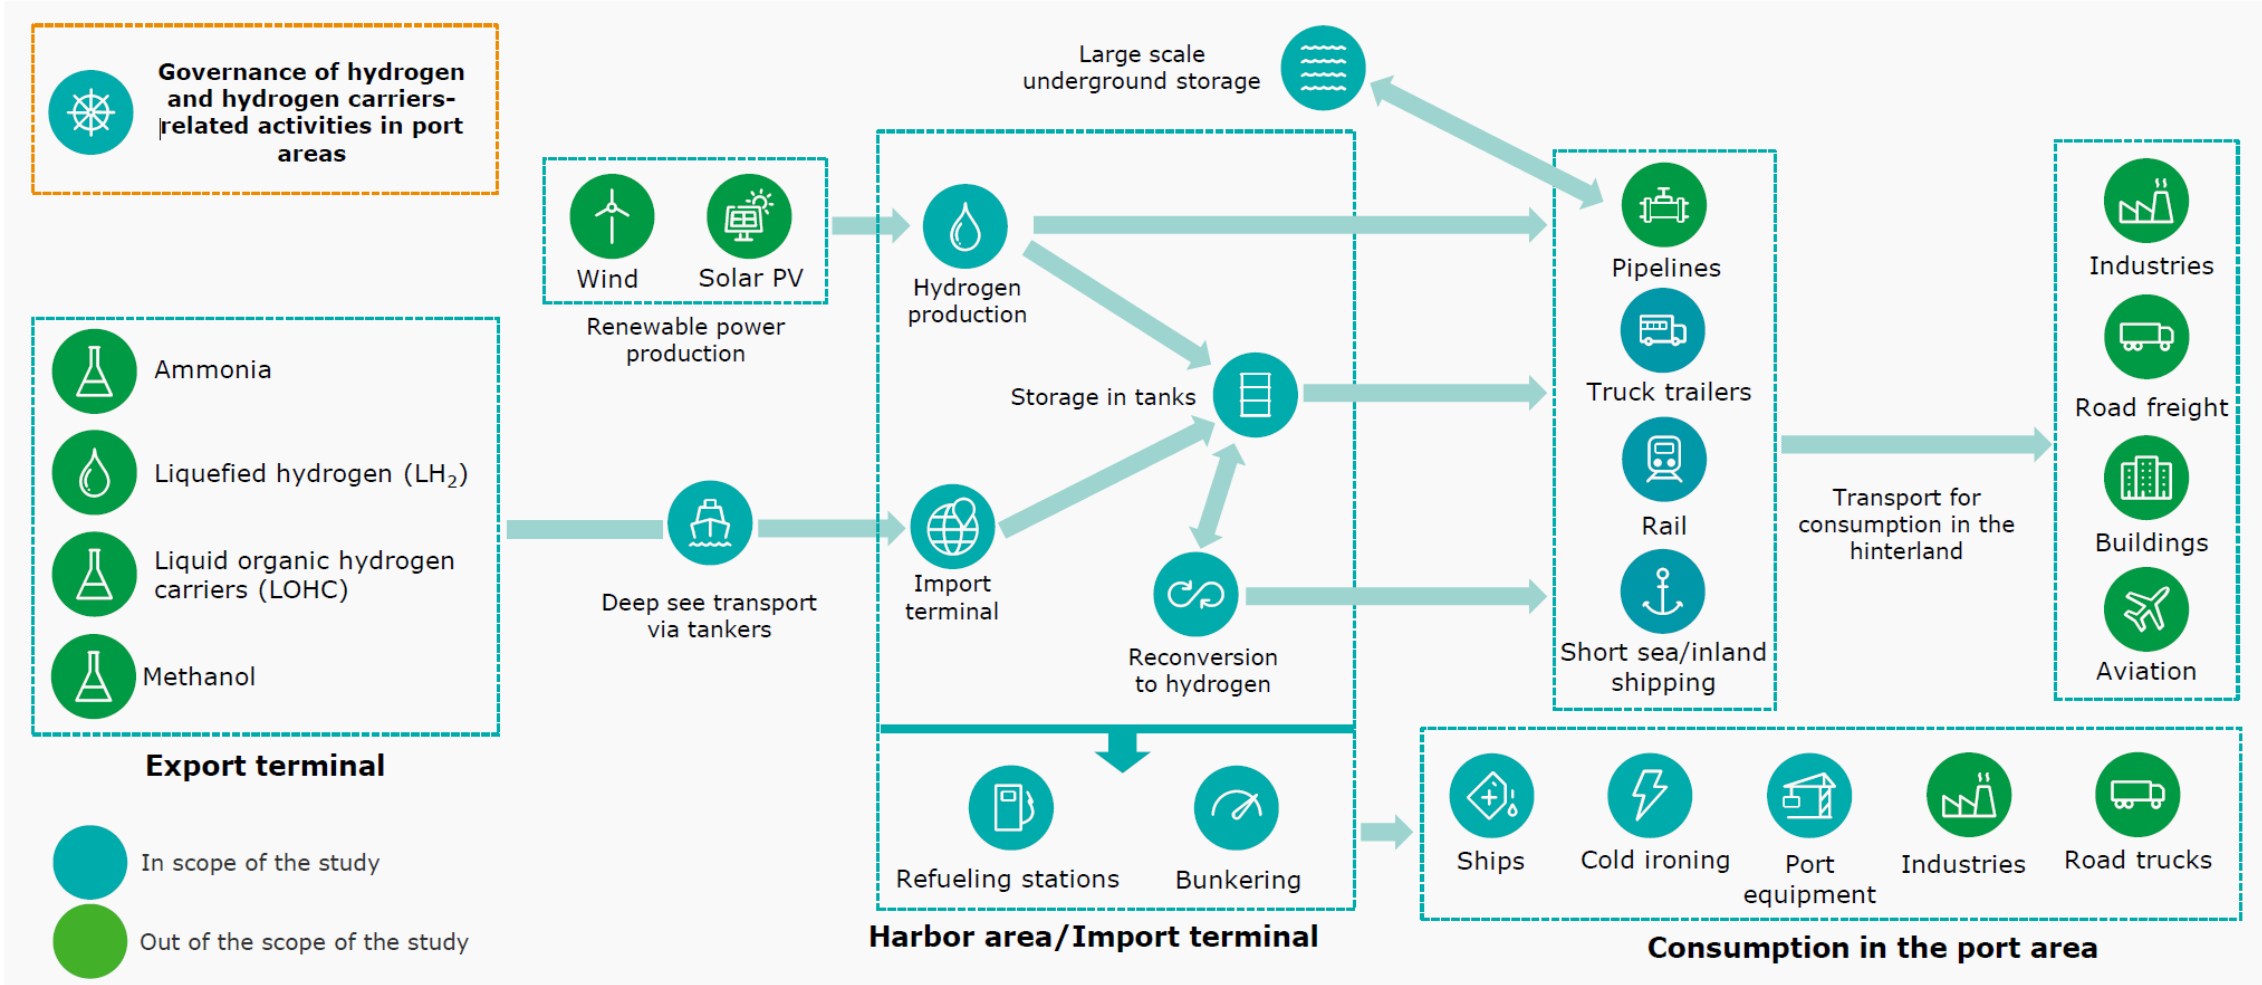 Governance of hydrogen
and hydrogen carriers-
related activities in port
areas
Large scale
underground storage
Wind
Solar PV
Renewable power
production
Ammonia
Liquefied hydrogen (LH₂)
Liquid organic hydrogen
carriers (LOHC)
Methanol
Export terminal
Deep see transport
via tankers
Hydrogen
production
Storage in tanks
Import
terminal
Reconversion
to hydrogen
Refueling stations
Bunkering
Harbor area/Import terminal
Pipelines
Truck trailers
Rail
Short sea/inland
shipping
Transport for
consumption in the
hinterland
Industries
Road freight
Buildings
Aviation
Ships
Cold ironing
Port
equipment
Industries
Road trucks
Consumption in the port area
In scope of the study
Out of the scope of the study